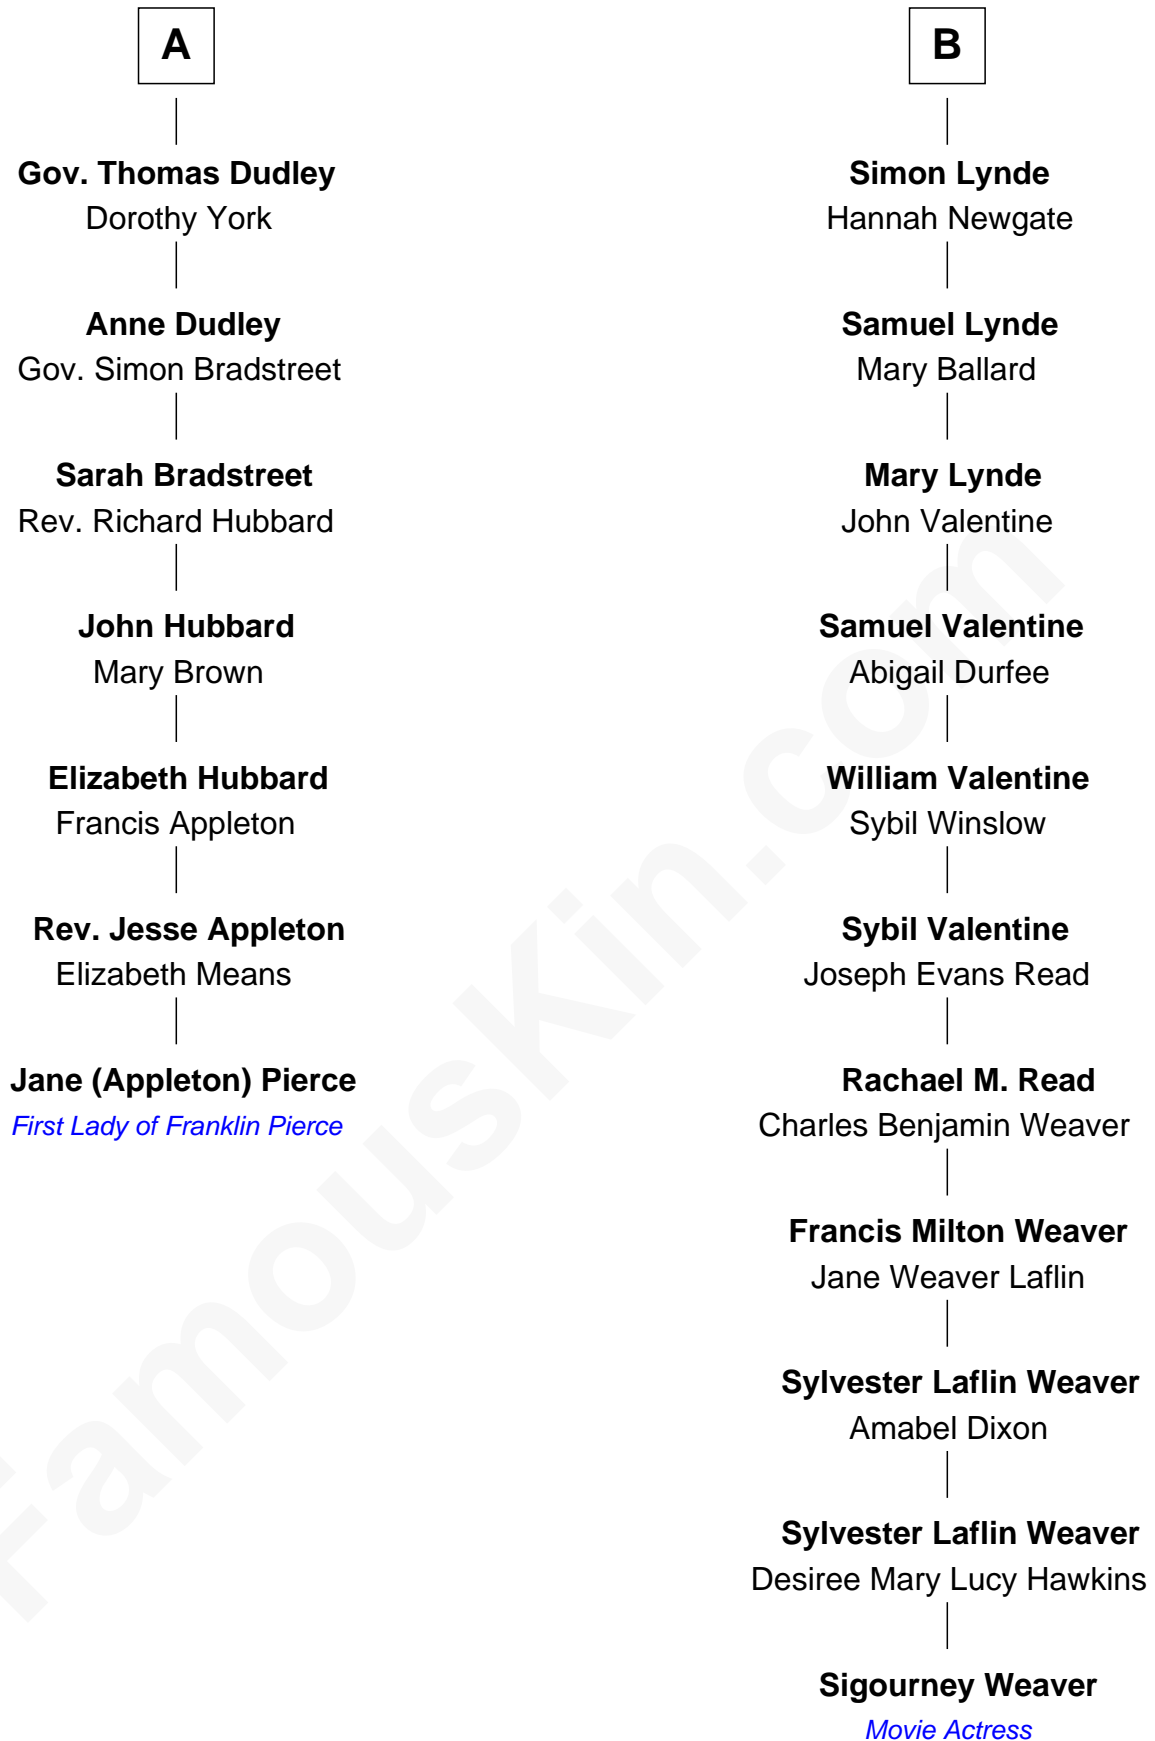 A
Gov. Thomas Dudley
Dorothy York
Anne Dudley
Gov. Simon Bradstreet
Sarah Bradstreet
Rev. Richard Hubbard
John Hubbard
Mary Brown
Elizabeth Hubbard
Francis Appleton
Rev. Jesse Appleton
Elizabeth Means
Jane (Appleton) Pierce
First Lady of Franklin Pierce
B
Simon Lynde
Hannah Newgate
Samuel Lynde
Mary Ballard
Mary Lynde
John Valentine
Samuel Valentine
Abigail Durfee
William Valentine
Sybil Winslow
Sybil Valentine
Joseph Evans Read
Rachael M. Read
Charles Benjamin Weaver
Francis Milton Weaver
Jane Weaver Laflin
Sylvester Laflin Weaver
Amabel Dixon
Sylvester Laflin Weaver
Desiree Mary Lucy Hawkins
Sigourney Weaver
Movie Actress
FamousKin.com